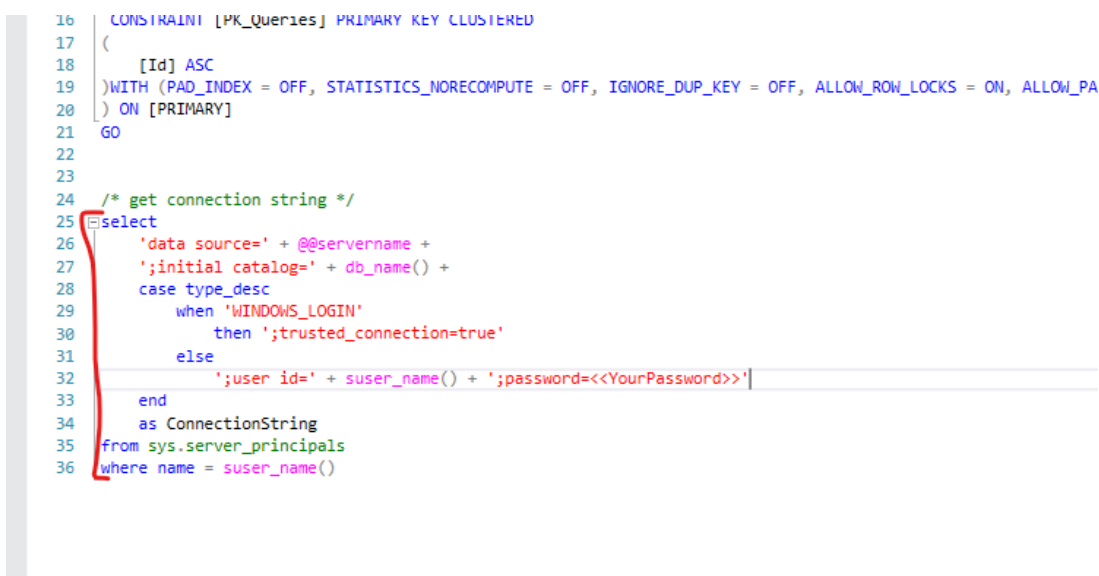 16 CONSTRAINT [PK_Queries] PRIMARY KEY CLUSTERED
17 (
18 [Id] ASC
19 )WITH (PAD_INDEX = OFF, STATISTICS_NORECOMPUTE = OFF, IGNORE_DUP_KEY = OFF, ALLOW_ROW_LOCKS = ON, ALLOW_PA
20 ) ON [PRIMARY]
21 GO
22
23
24 /* get connection string */
25 select
26 'data source=' + @@servername +
27 ';initial catalog=' + db_name() +
28 case type_desc
29 when 'WINDOWS_LOGIN'
30 then ';trusted_connection=true'
31 else
32 ';user id=' + suser_name() + ';password=<<YourPassword>>'
33 end
34 as ConnectionString
35 from sys.server_principals
36 where name = suser_name()